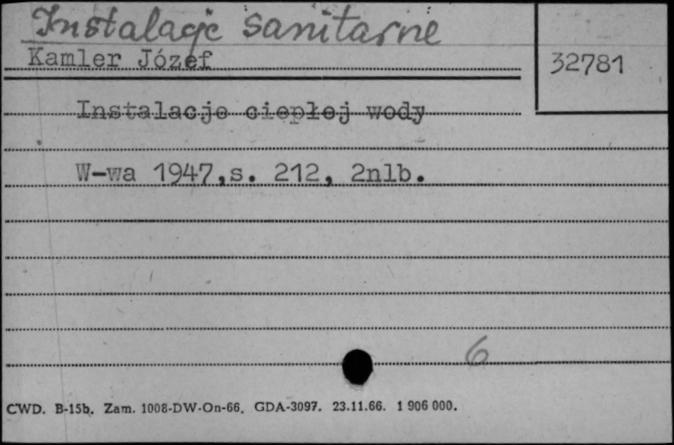 Instalacje sanitarne
Kamler Józef
32781
Instalacje ciepłej wody
W-wa 1947,s. 212, 2nlb.
6
CWD. B-15b. Zam. 1008-DW-On-66. GDA-3097. 23.11.66. 1 906 000.